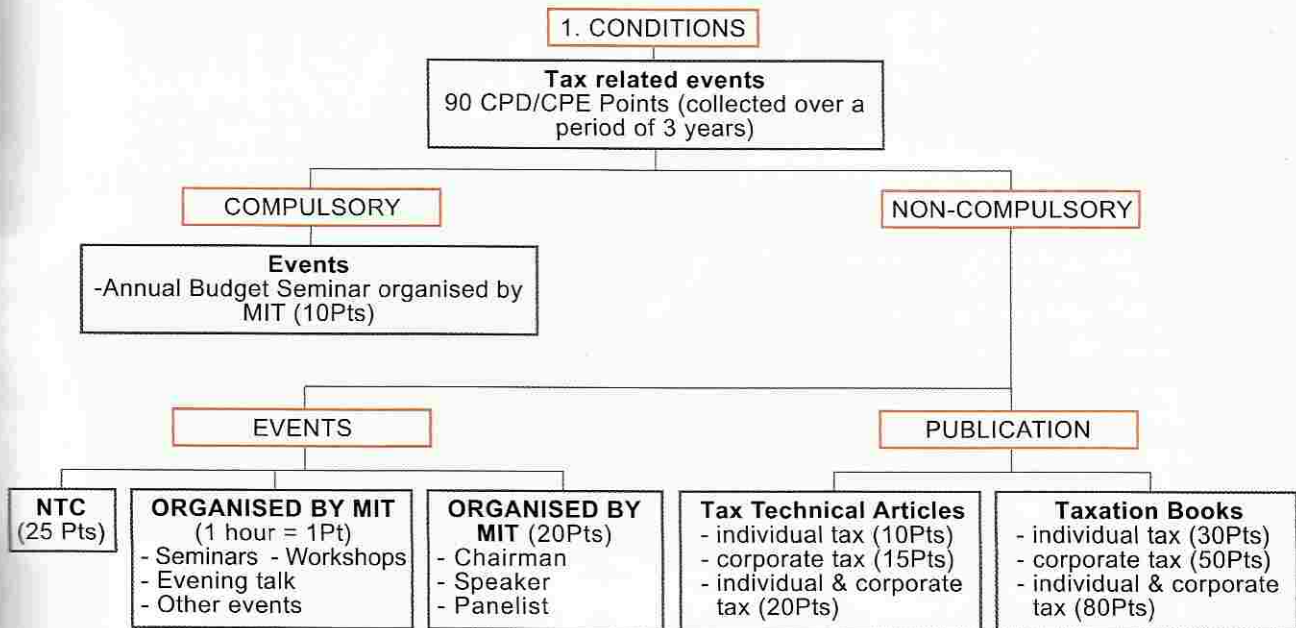 1. CONDITIONS
Tax related events
90 CPD/CPE Points (collected over a
period of 3 years)
COMPULSORY
NON-COMPULSORY
Events
-Annual Budget Seminar organised by
MIT (10Pts)
EVENTS
PUBLICATION
NTC
(25 Pts)
ORGANISED BY MIT
(1 hour = 1Pt)
- Seminars - Workshops
- Evening talk
- Other events
ORGANISED BY
MIT (20Pts)
- Chairman
- Speaker
- Panelist
Tax Technical Articles
- individual tax (10Pts)
- corporate tax (15Pts)
- individual & corporate
tax (20Pts)
Taxation Books
- individual tax (30Pts)
- corporate tax (50Pts)
- individual & corporate
tax (80Pts)